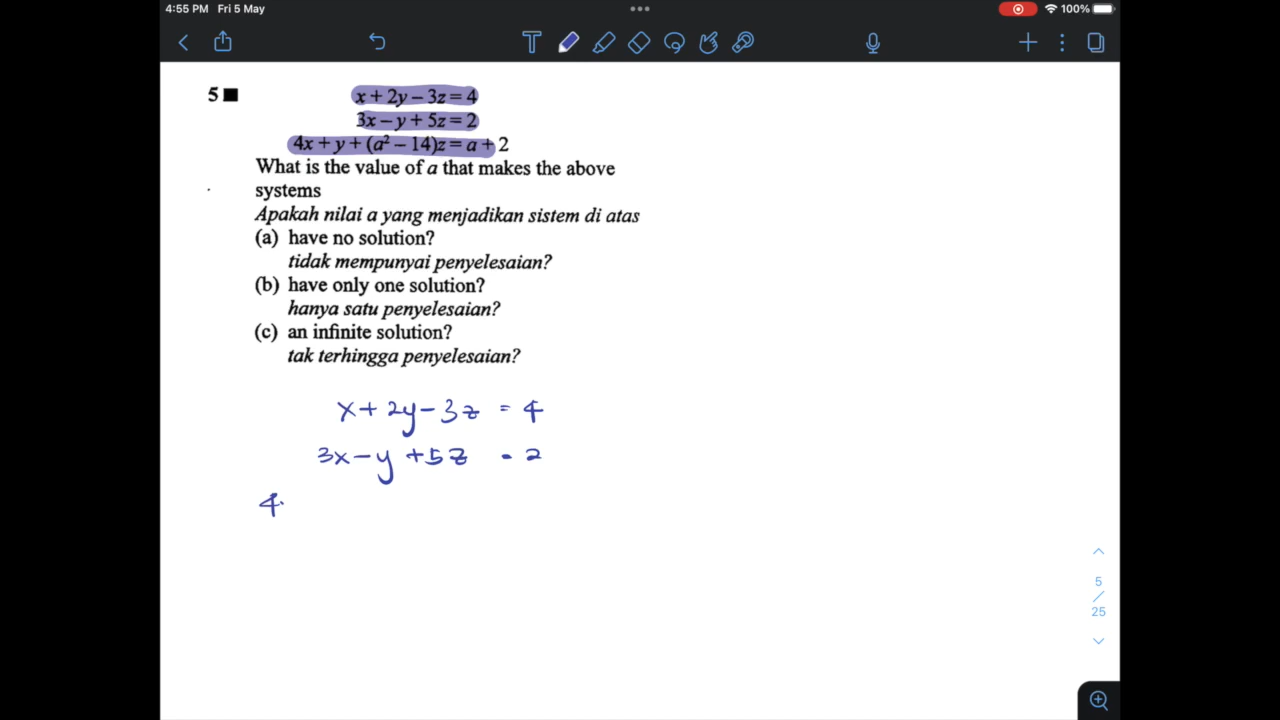 4:55 PM Fri 5 May
100%
5
x + 2y – 3z = 4
3x – y + 5z = 2
4x + y + (a² – 14)z = a + 2
What is the value of a that makes the above
systems
Apakah nilai a yang menjadikan sistem di atas
(a) have no solution?
tidak mempunyai penyelesaian?
(b) have only one solution?
hanya satu penyelesaian?
(c) an infinite solution?
tak terhingga penyelesaian?
x + 2y – 3z = 4
3x – y + 5z = 2
4
5
/
25